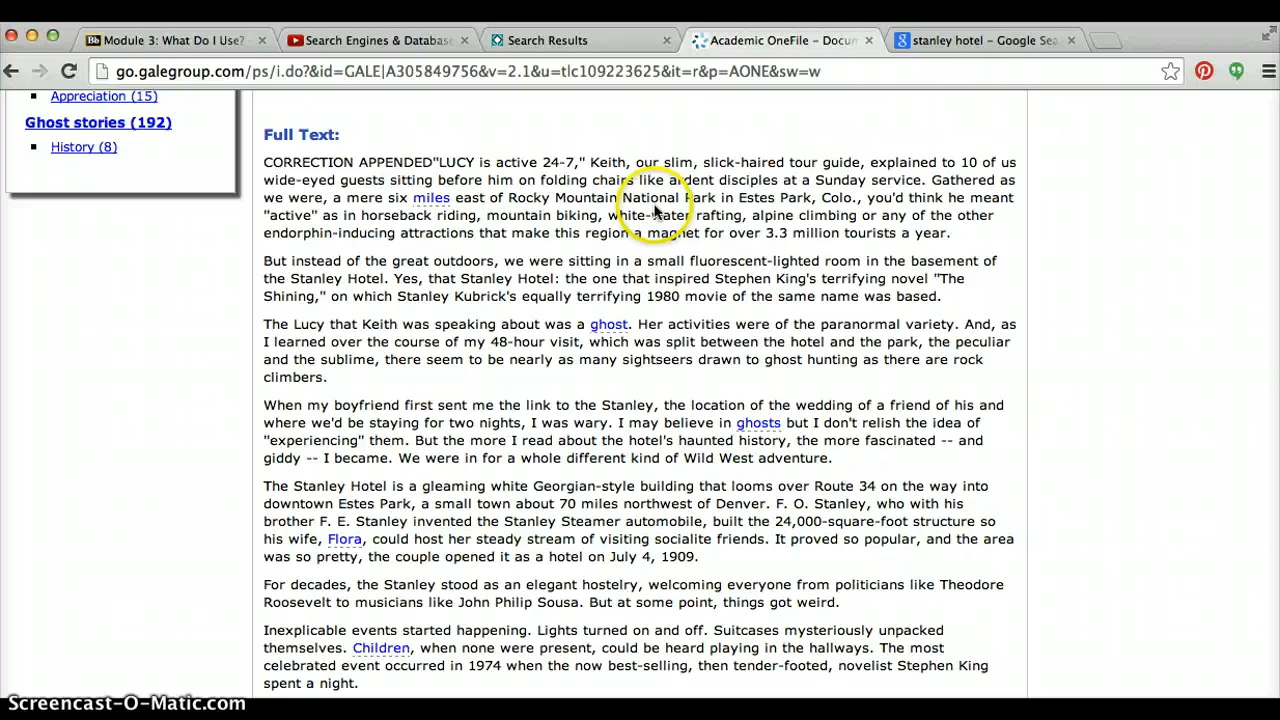 Module 3: What Do I Use?
Search Engines & Database
Search Results
Academic OneFile – Docum
stanley hotel – Google Sea
go.galegroup.com/ps/i.do?&id=GALE|A305849756&v=2.1&u=tlc109223625&it=r&p=AONE&sw=w
Appreciation (15)
Ghost stories (192)
History (8)
Full Text:
CORRECTION APPENDED"LUCY is active 24-7," Keith, our slim, slick-haired tour guide, explained to 10 of us
wide-eyed guests sitting before him on folding chairs like ardent disciples at a Sunday service. Gathered as
we were, a mere six miles east of Rocky Mountain National Park in Estes Park, Colo., you'd think he meant
"active" as in horseback riding, mountain biking, white-water rafting, alpine climbing or any of the other
endorphin-inducing attractions that make this region a magnet for over 3.3 million tourists a year.
But instead of the great outdoors, we were sitting in a small fluorescent-lighted room in the basement of
the Stanley Hotel. Yes, that Stanley Hotel: the one that inspired Stephen King's terrifying novel "The
Shining," on which Stanley Kubrick's equally terrifying 1980 movie of the same name was based.
The Lucy that Keith was speaking about was a ghost. Her activities were of the paranormal variety. And, as
I learned over the course of my 48-hour visit, which was split between the hotel and the park, the peculiar
and the sublime, there seem to be nearly as many sightseers drawn to ghost hunting as there are rock
climbers.
When my boyfriend first sent me the link to the Stanley, the location of the wedding of a friend of his and
where we'd be staying for two nights, I was wary. I may believe in ghosts but I don't relish the idea of
"experiencing" them. But the more I read about the hotel's haunted history, the more fascinated -- and
giddy -- I became. We were in for a whole different kind of Wild West adventure.
The Stanley Hotel is a gleaming white Georgian-style building that looms over Route 34 on the way into
downtown Estes Park, a small town about 70 miles northwest of Denver. F. O. Stanley, who with his
brother F. E. Stanley invented the Stanley Steamer automobile, built the 24,000-square-foot structure so
his wife, Flora, could host her steady stream of visiting socialite friends. It proved so popular, and the area
was so pretty, the couple opened it as a hotel on July 4, 1909.
For decades, the Stanley stood as an elegant hostelry, welcoming everyone from politicians like Theodore
Roosevelt to musicians like John Philip Sousa. But at some point, things got weird.
Inexplicable events started happening. Lights turned on and off. Suitcases mysteriously unpacked
themselves. Children, when none were present, could be heard playing in the hallways. The most
celebrated event occurred in 1974 when the now best-selling, then tender-footed, novelist Stephen King
spent a night.
Screencast-O-Matic.com